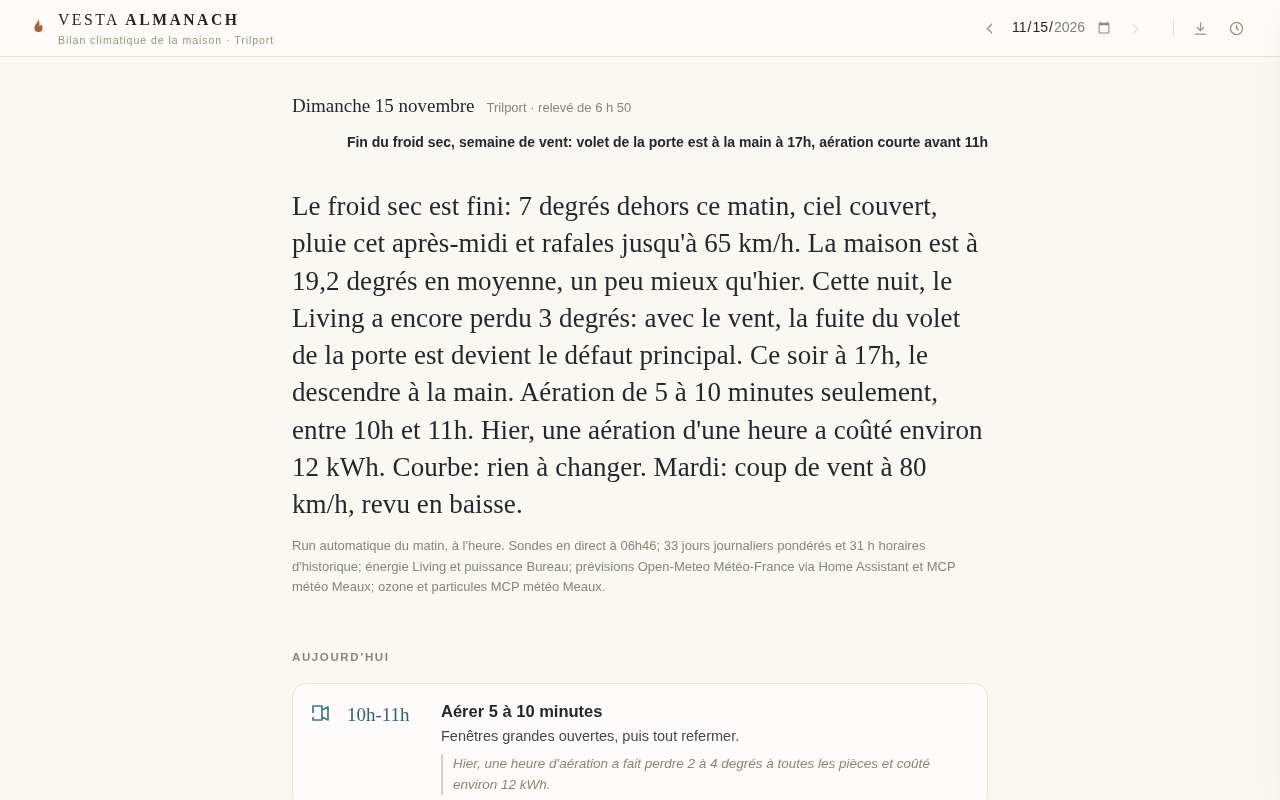 VESTA ALMANACH
Bilan climatique de la maison · Trilport
11/15/2026
Dimanche 15 novembre Trilport · relevé de 6 h 50
Fin du froid sec, semaine de vent: volet de la porte est à la main à 17h, aération courte avant 11h
Le froid sec est fini: 7 degrés dehors ce matin, ciel couvert,
pluie cet après-midi et rafales jusqu'à 65 km/h. La maison est à
19,2 degrés en moyenne, un peu mieux qu'hier. Cette nuit, le
Living a encore perdu 3 degrés: avec le vent, la fuite du volet
de la porte est devient le défaut principal. Ce soir à 17h, le
descendre à la main. Aération de 5 à 10 minutes seulement,
entre 10h et 11h. Hier, une aération d'une heure a coûté environ
12 kWh. Courbe: rien à changer. Mardi: coup de vent à 80
km/h, revu en baisse.
Run automatique du matin, à l'heure. Sondes en direct à 06h46; 33 jours journaliers pondérés et 31 h horaires
d'historique; énergie Living et puissance Bureau; prévisions Open-Meteo Météo-France via Home Assistant et MCP
météo Meaux; ozone et particules MCP météo Meaux.
AUJOURD'HUI
10h-11h
Aérer 5 à 10 minutes
Fenêtres grandes ouvertes, puis tout refermer.
Hier, une heure d'aération a fait perdre 2 à 4 degrés à toutes les pièces et coûté
environ 12 kWh.